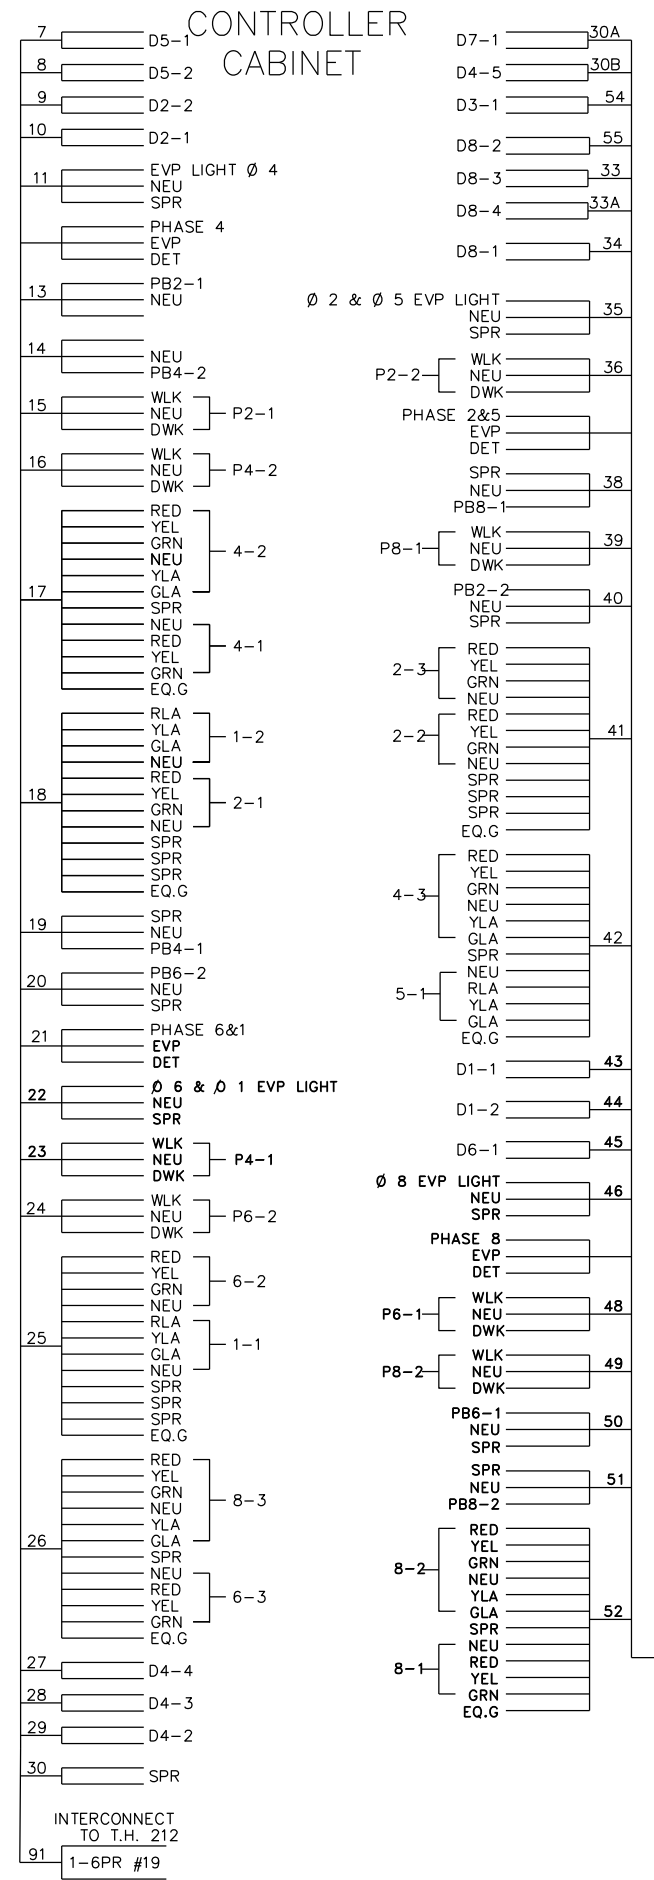 CONTROLLER
CABINET
7 D5-1
8 D5-2
9 D2-2
10 D2-1
EVP LIGHT Ø 4
11 NEU
SPR
PHASE 4
EVP
DET
PB2-1
13 NEU
14 NEU
PB4-2
WLK
15 NEU P2-1
DWK
WLK
16 NEU P4-2
DWK
RED
YEL
GRN
4-2
NEU
YLA
GLA
17 SPR
NEU
RED
4-1
YEL
GRN
EQ.G
RLA
YLA
1-2
GLA
NEU
RED
YEL
18 2-1
GRN
NEU
SPR
SPR
SPR
EQ.G
SPR
19 NEU
PB4-1
PB6-2
20 NEU
SPR
PHASE 6&1
21 EVP
DET
Ø 6 & Ø 1 EVP LIGHT
22 NEU
SPR
WLK
23 NEU P4-1
DWK
WLK
24 NEU P6-2
DWK
RED
YEL
6-2
GRN
NEU
RLA
25 YLA
1-1
GLA
NEU
SPR
SPR
SPR
EQ.G
RED
YEL
GRN
8-3
NEU
YLA
GLA
26 SPR
NEU
RED
6-3
YEL
GRN
EQ.G
27 D4-4
28 D4-3
29 D4-2
30 SPR
INTERCONNECT
TO T.H. 212
91 1-6PR #19
D7-1 30A
D4-5 30B
D3-1 54
D8-2 55
D8-3 33
D8-4 33A
D8-1 34
Ø 2 & Ø 5 EVP LIGHT
NEU 35
SPR
WLK
P2-2 NEU 36
DWK
PHASE 2&5
EVP
DET
SPR
NEU 38
PB8-1
WLK
P8-1 NEU 39
DWK
PB2-2
NEU 40
SPR
RED
YEL
2-3
GRN
NEU
RED
YEL
2-2 41
GRN
NEU
SPR
SPR
SPR
EQ.G
RED
YEL
GRN
4-3
NEU
YLA
GLA
42
SPR
NEU
RLA
5-1
YLA
GLA
EQ.G
D1-1 43
D1-2 44
D6-1 45
Ø 8 EVP LIGHT
NEU 46
SPR
PHASE 8
EVP
DET
WLK
P6-1 NEU 48
DWK
WLK
P8-2 NEU 49
DWK
PB6-1
NEU 50
SPR
SPR
NEU 51
PB8-2
RED
YEL
GRN
8-2
NEU
YLA
GLA
52
SPR
NEU
RED
8-1
YEL
GRN
EQ.G